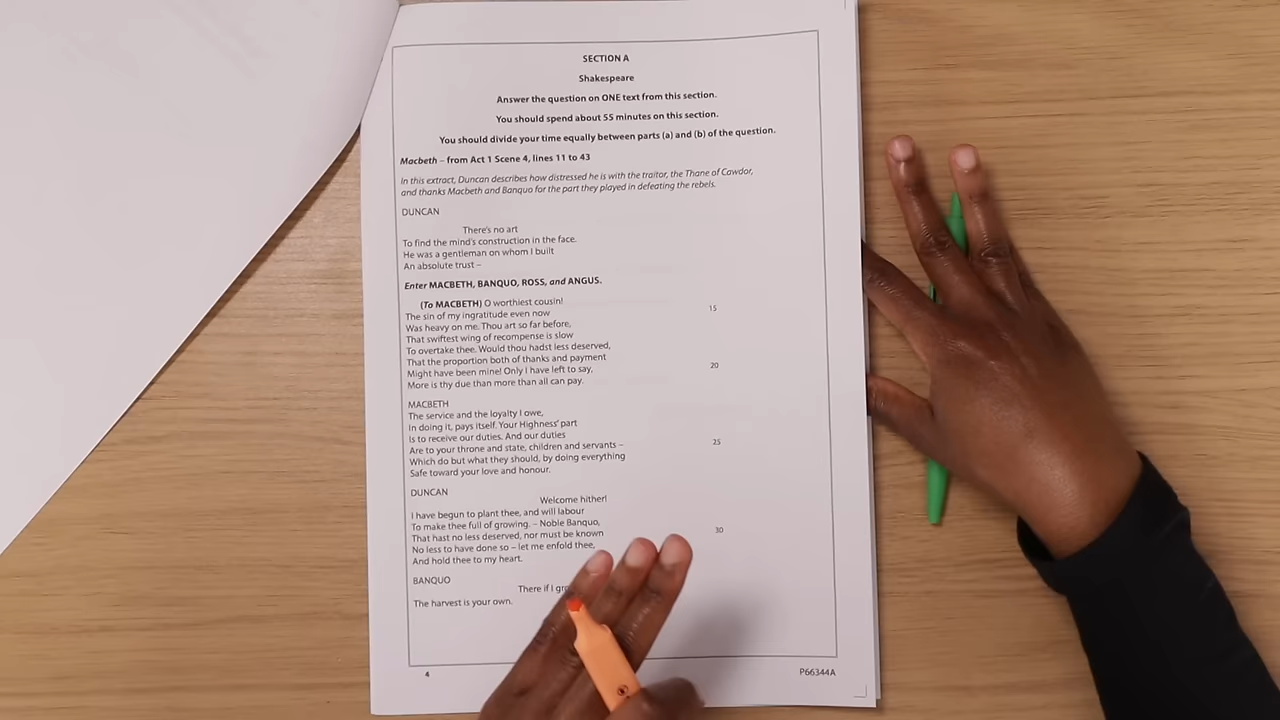 SECTION A
Shakespeare
Answer the question on ONE text from this section.
You should spend about 55 minutes on this section.
You should divide your time equally between parts (a) and (b) of the question.
Macbeth – from Act 1 Scene 4, lines 11 to 43
In this extract, Duncan describes how distressed he is with the traitor, the Thane of Cawdor,
and thanks Macbeth and Banquo for the part they played in defeating the rebels.
DUNCAN
There's no art
To find the mind's construction in the face.
He was a gentleman on whom I built
An absolute trust –
Enter MACBETH, BANQUO, ROSS, and ANGUS.
(To MACBETH) O worthiest cousin!
The sin of my ingratitude even now 15
Was heavy on me. Thou art so far before,
That swiftest wing of recompense is slow
To overtake thee. Would thou hadst less deserved,
That the proportion both of thanks and payment
Might have been mine! Only I have left to say, 20
More is thy due than more than all can pay.
MACBETH
The service and the loyalty I owe,
In doing it, pays itself. Your Highness' part
Is to receive our duties. And our duties
Are to your throne and state, children and servants – 25
Which do but what they should, by doing everything
Safe toward your love and honour.
DUNCAN
Welcome hither!
I have begun to plant thee, and will labour
To make thee full of growing. – Noble Banquo,
That hast no less deserved, nor must be known 30
No less to have done so – let me enfold thee,
And hold thee to my heart.
BANQUO
There if I
The harvest is your own.
4
P66344A